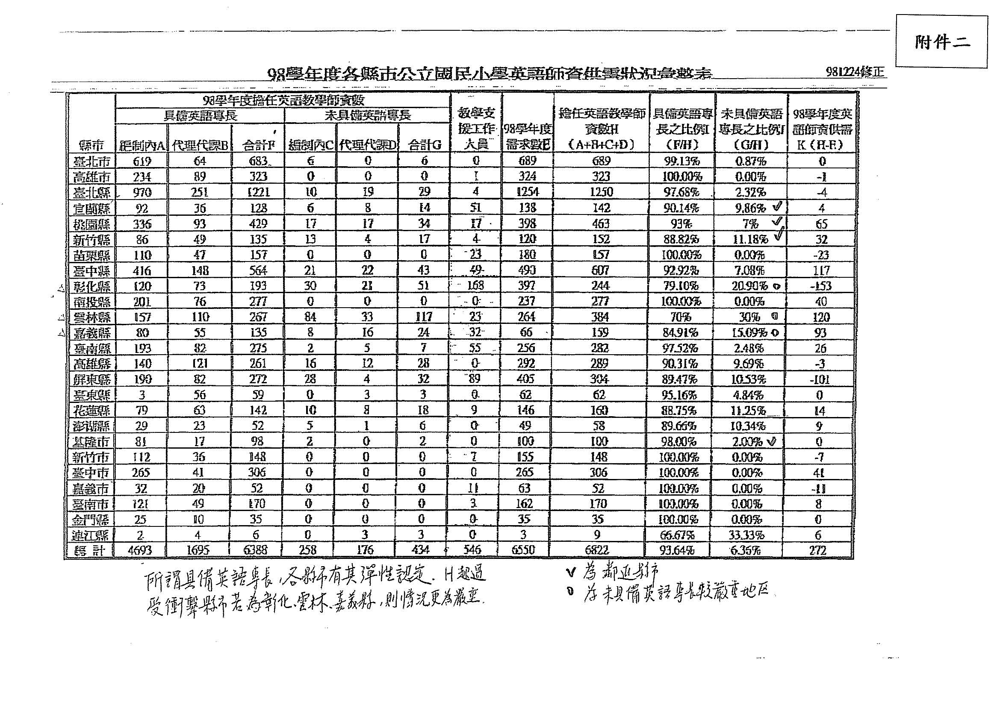 附件二
98學年度各縣市公立國民小學英語師資供需狀況彙整表
981224修正
98學年度擔任英語教學師資數
具備英語專長 未具備英語專長
縣市 編制內A 代理代課B 合計F 編制內C 代理代課D 合計G 教學支援工作人員 98學年度需求數E 擔任英語教學師資數H (A+B+C+D) 具備英語專長之比例I (F/H) 未具備英語專長之比例J (G/H) 98學年度英語師資供需K (H-E)
臺北市 619 64 683 6 0 6 0 689 689 99.13% 0.87% 0
高雄市 234 89 323 0 0 0 1 324 323 100.00% 0.00% -1
臺北縣 970 251 1221 10 19 29 4 1254 1250 97.68% 2.32% -4
宜蘭縣 92 36 128 6 8 14 51 138 142 90.14% 9.86% ✓ 4
桃園縣 336 93 429 17 17 34 17 398 463 93% 7% ✓ 65
新竹縣 86 49 135 13 4 17 4 120 152 88.82% 11.18% ✓ 32
苗栗縣 110 47 157 0 0 0 23 180 157 100.00% 0.00% -23
臺中縣 416 148 564 21 22 43 49 490 607 92.92% 7.08% 117
△ 彰化縣 120 73 193 30 21 51 168 397 244 79.10% 20.90% o -153
南投縣 201 76 277 0 0 0 0 237 277 100.00% 0.00% 40
△ 雲林縣 157 110 267 84 33 117 23 264 384 70% 30% o 120
△ 嘉義縣 80 55 135 8 16 24 32 66 159 84.91% 15.09% o 93
臺南縣 193 82 275 2 5 7 55 256 282 97.52% 2.48% 26
高雄縣 140 121 261 16 12 28 0 292 289 90.31% 9.69% -3
屏東縣 190 82 272 28 4 32 89 405 304 89.47% 10.53% -101
臺東縣 3 56 59 0 3 3 0 62 62 95.16% 4.84% 0
花蓮縣 79 63 142 10 8 18 9 146 160 88.75% 11.25% 14
澎湖縣 29 23 52 5 1 6 0 49 58 89.66% 10.34% 9
基隆市 81 17 98 2 0 2 0 100 100 98.00% 2.00% ✓ 0
新竹市 112 36 148 0 0 0 7 155 148 100.00% 0.00% -7
臺中市 265 41 306 0 0 0 0 265 306 100.00% 0.00% 41
嘉義市 32 20 52 0 0 0 11 63 52 100.00% 0.00% -11
臺南市 121 49 170 0 0 0 3 162 170 100.00% 0.00% 8
金門縣 25 10 35 0 0 0 0 35 35 100.00% 0.00% 0
連江縣 2 4 6 0 3 3 0 3 9 66.67% 33.33% 6
總計 4693 1695 6388 258 176 434 546 6550 6822 93.64% 6.36% 272
所謂具備英語專長,各縣市有其彈性認定. H超過
受衝擊縣市若為彰化、雲林、嘉義縣,則情況更為嚴重.
✓ 為鄰近縣市
o 為未具備英語專長較嚴重地区.